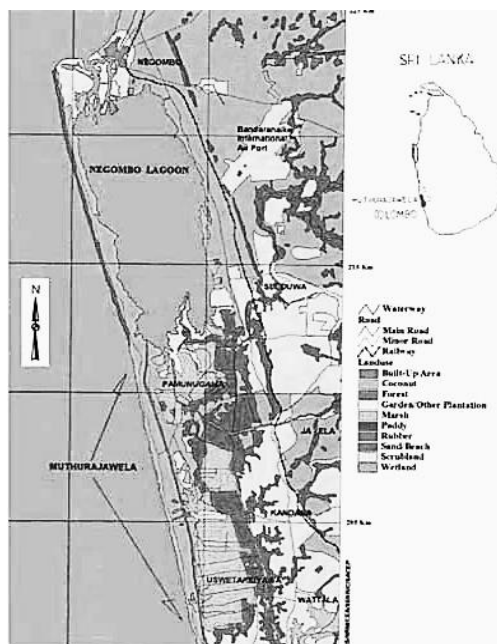 NEGOMBO
SRI LANKA
Bandaranaike
International
Air Port
NEGOMBO LAGOON
MUTHURAJAWELA
COLOMBO
N
SEEDUWA
Waterway
Road
Main Road
Minor Road
Railway
Landuse
Built-Up Area
Coconut
Forest
Garden/Other Plantation
Marsh
Paddy
Rubber
Sand/Beach
Scrubland
Wetland
PAMUNUGAMA
JA ELA
MUTHURAJAWELA
KANDANA
USWETAKEIYAWA
WATTALA